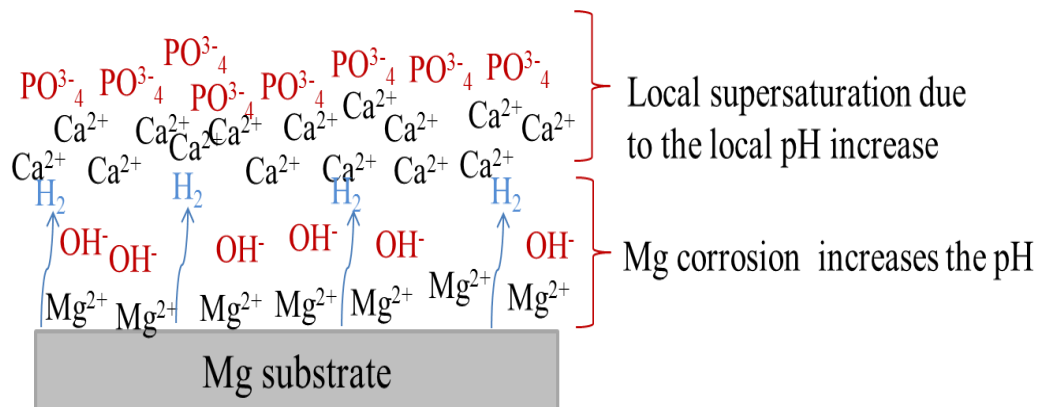 PO³⁻₄ PO³⁻₄ PO³⁻₄ PO³⁻₄ PO³⁻₄ PO³⁻₄ PO³⁻₄ PO³⁻₄
Ca²⁺ Ca²⁺ Ca²⁺ Ca²⁺ Ca²⁺ Ca²⁺ Ca²⁺ Ca²⁺ Ca²⁺
Ca²⁺ Ca²⁺ Ca²⁺ Ca²⁺ Ca²⁺ Ca²⁺
Local supersaturation due
to the local pH increase
H₂ H₂ H₂ H₂
OH⁻ OH⁻ OH⁻ OH⁻ OH⁻ OH⁻
Mg corrosion increases the pH
Mg²⁺ Mg²⁺ Mg²⁺ Mg²⁺ Mg²⁺ Mg²⁺ Mg²⁺
Mg substrate